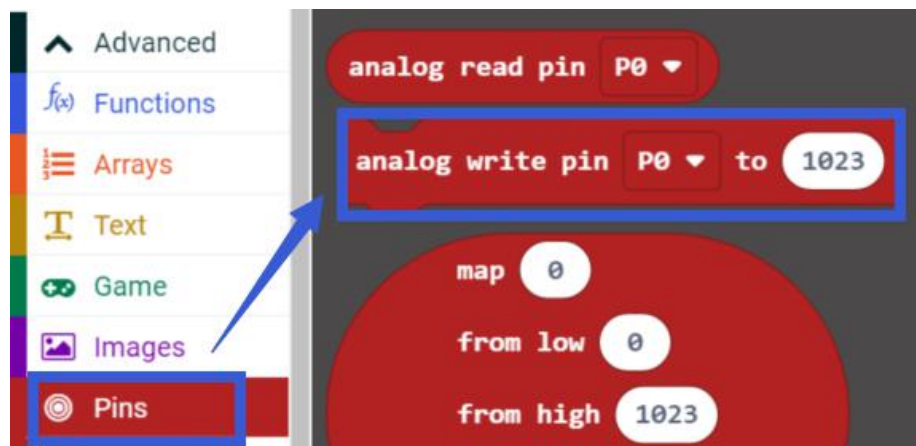 Advanced
f(x) Functions
Arrays
Text
Game
Images
Pins
analog read pin P0
analog write pin P0 to 1023
map 0
from low 0
from high 1023